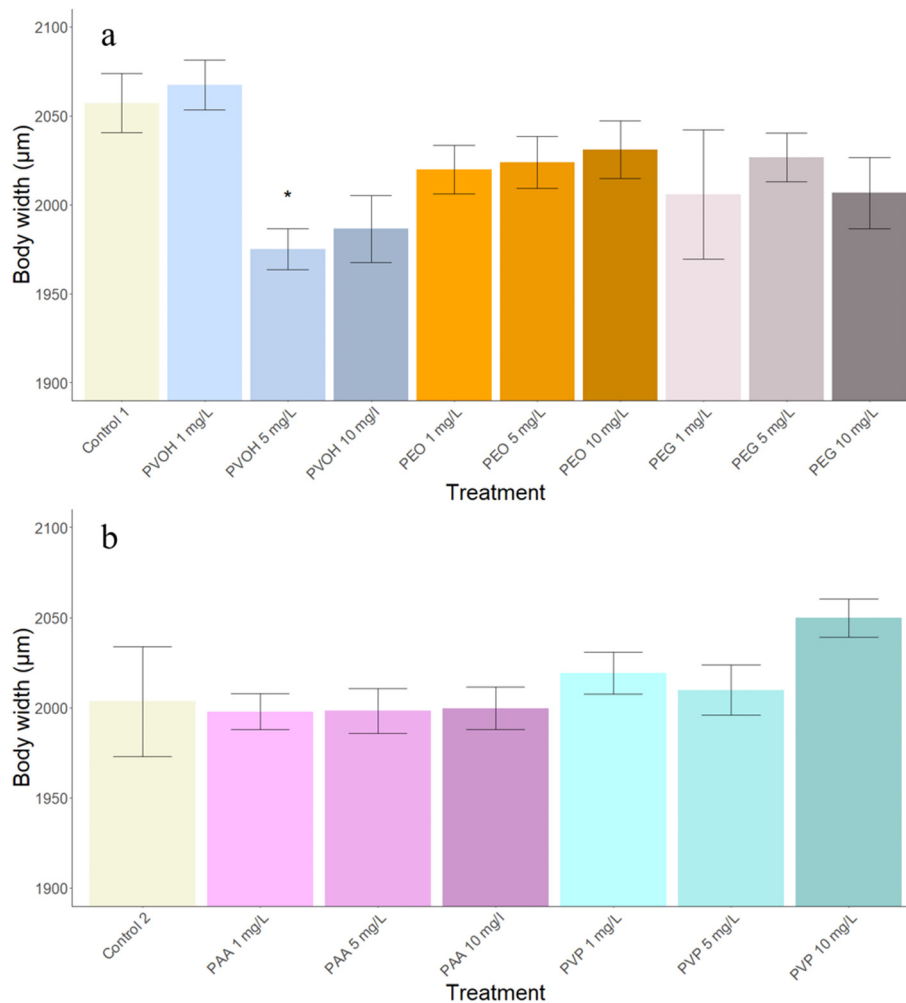 a
Body width (µm)
2100
2050
2000
1950
1900
*
Control 1
PVOH 1 mg/L
PVOH 5 mg/L
PVOH 10 mg/l
PEO 1 mg/L
PEO 5 mg/L
PEO 10 mg/L
PEG 1 mg/L
PEG 5 mg/L
PEG 10 mg/L
Treatment
b
Body width (µm)
2100
2050
2000
1950
1900
Control 2
PAA 1 mg/L
PAA 5 mg/L
PAA 10 mg/l
PVP 1 mg/L
PVP 5 mg/L
PVP 10 mg/L
Treatment